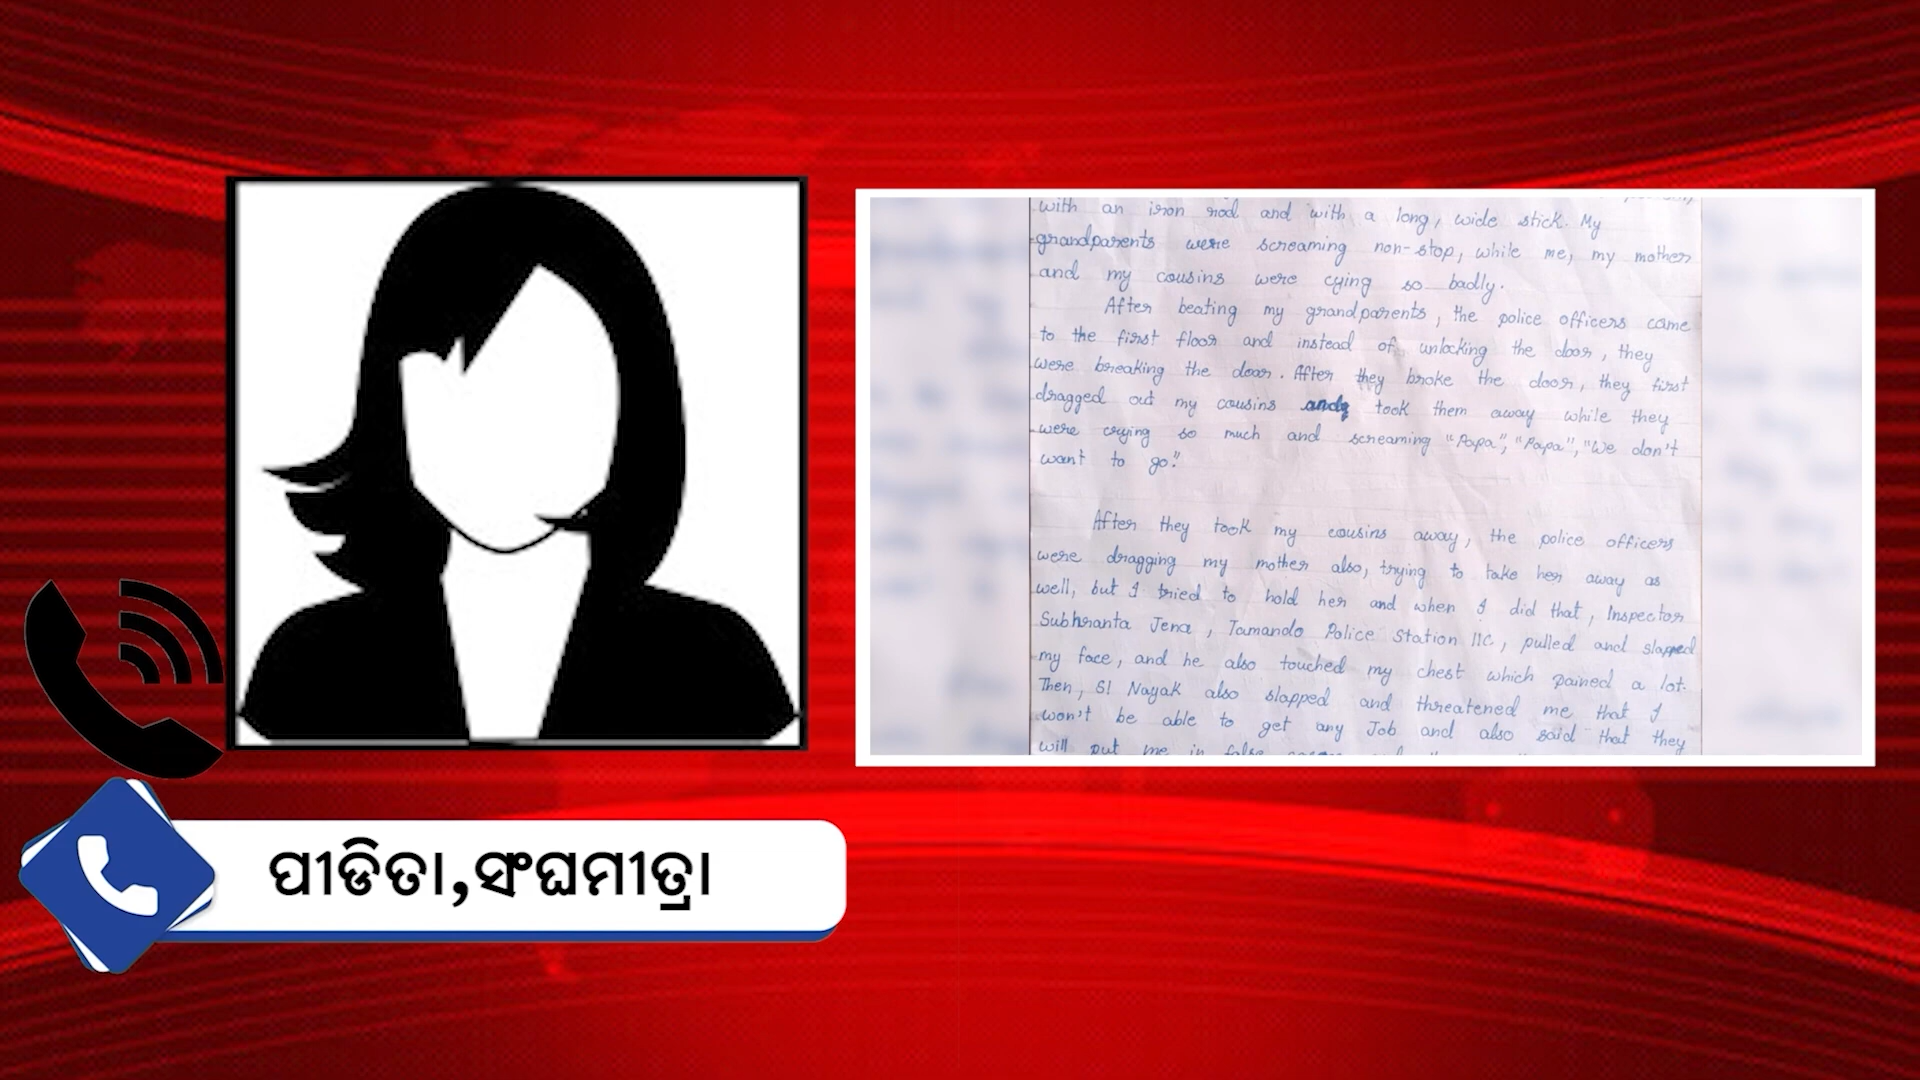 with an iron rod and with a long, wide stick. My
grandparents were screaming non-stop, while me, my mother
and my cousins were cying so badly.
After beating my grandparents, the police officers came
to the first floor and instead of unlocking the door, they
were breaking the door. After they broke the door, they first
dragged out my cousins and took them away while they
were crying so much and screaming "Papa", "Papa", "We don't
want to go."
After they took my cousins away, the police officers
were dragging my mother also, trying to take her away as
well, but I tried to hold her and when I did that, Inspector
Subhranta Jena, Tamando Police Station IIC, pulled and slapped
my face, and he also touched my chest which pained a lot.
Then, SI Nayak also slapped and threatened me that I
won't be able to get any Job and also said that they
will put me in false
ପୀଡିତା,ସଂଘମୀତ୍ରା